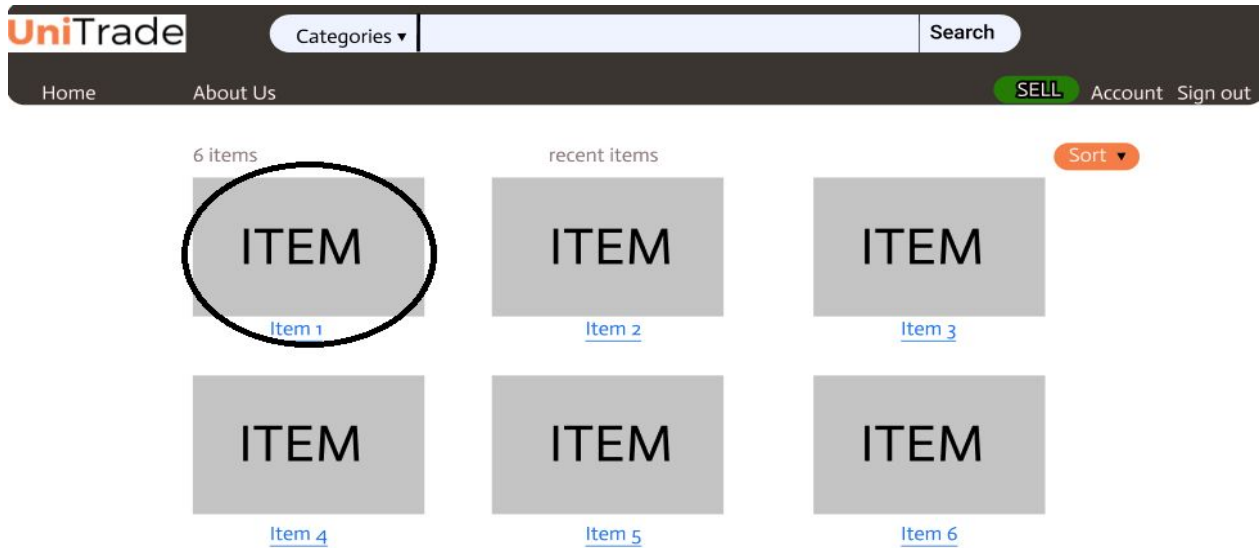 UniTrade Categories ▾ Search
Home About Us SELL Account Sign out
6 items recent items Sort ▾
ITEM ITEM ITEM
Item 1 Item 2 Item 3
ITEM ITEM ITEM
Item 4 Item 5 Item 6